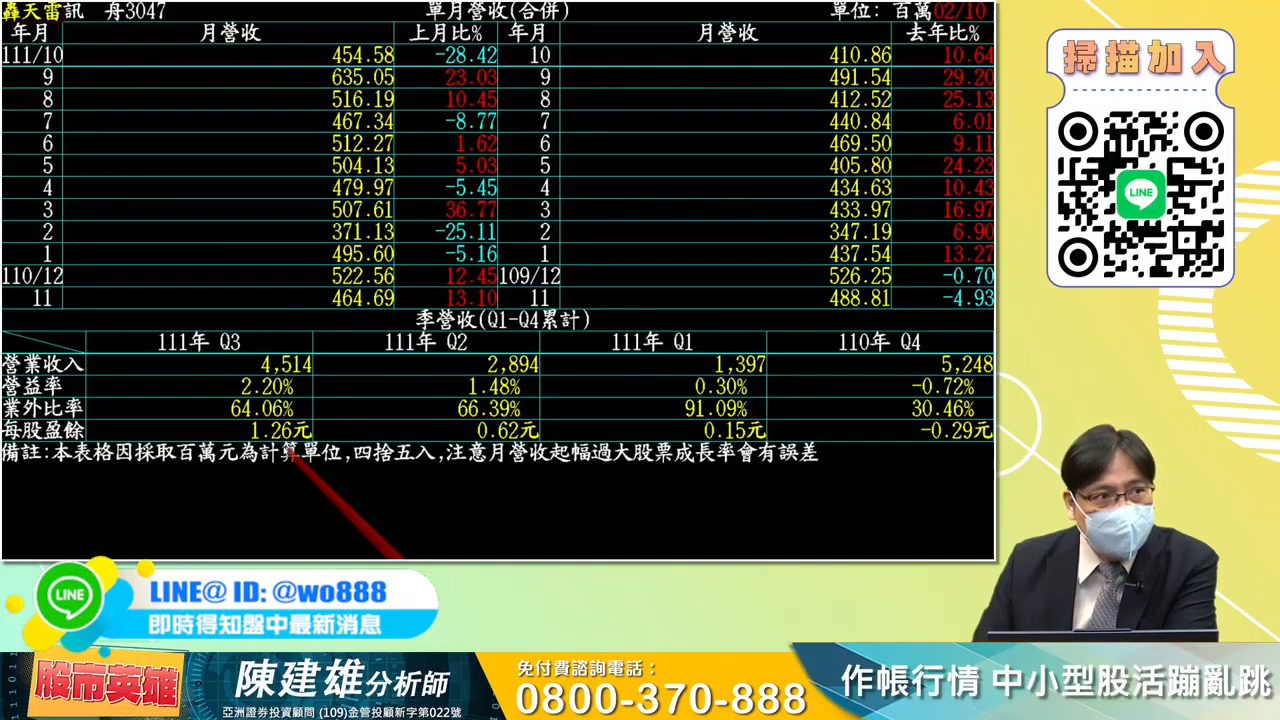 轟天雷訊 舟3047 單月營收(合併) 單位: 百萬02/10
年月 月營收 上月比% 年月 月營收 去年比%
111/10 454.58 -28.42 10 410.86 10.64
9 635.05 23.03 9 491.54 29.20
8 516.19 10.45 8 412.52 25.13
7 467.34 -8.77 7 440.84 6.01
6 512.27 1.62 6 469.50 9.11
5 504.13 5.03 5 405.80 24.23
4 479.97 -5.45 4 434.63 10.43
3 507.61 36.77 3 433.97 16.97
2 371.13 -25.11 2 347.19 6.90
1 495.60 -5.16 1 437.54 13.27
110/12 522.56 12.45 109/12 526.25 -0.70
11 464.69 13.10 11 488.81 -4.93
季營收(Q1-Q4累計)
111年 Q3 111年 Q2 111年 Q1 110年 Q4
營業收入 4,514 2,894 1,397 5,248
營益率 2.20% 1.48% 0.30% -0.72%
業外比率 64.06% 66.39% 91.09% 30.46%
每股盈餘 1.26元 0.62元 0.15元 -0.29元
備註:本表格因採取百萬元為計算單位,四捨五入,注意月營收起幅過大股票成長率會有誤差
掃描加入
LINE
LINE
LINE@ ID: @wo888
即時得知盤中最新消息
股市英雄
陳建雄分析師
亞洲證券投資顧問 (109)金管投顧新字第022號
免付費諮詢電話：
0800-370-888
作帳行情 中小型股活蹦亂跳